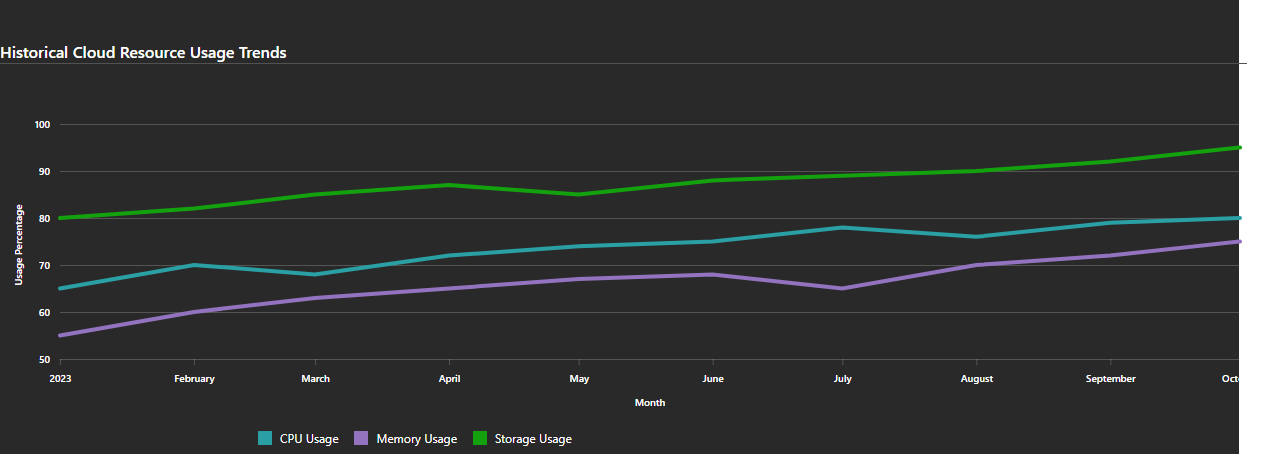 Historical Cloud Resource Usage Trends
100
90
80
70
60
50
Usage Percentage
2023 February March April May June July August September Octo
Month
CPU Usage Memory Usage Storage Usage